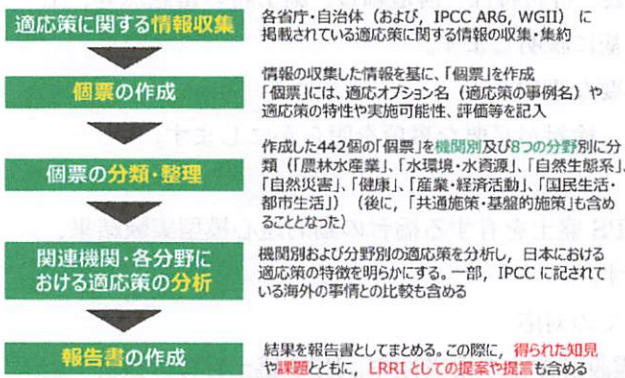 適応策に関する情報収集
各省庁・自治体(および，IPCC AR6, WGII) に
掲載されている適応策に関する情報の収集・集約
個票の作成
情報の収集した情報を基に、「個票」を作成
「個票」には、適応オプション名(適応策の事例名)や
適応策の特性や実施可能性、評価等を記入
個票の分類・整理
作成した442個の「個票」を機関別及び8つの分野別に分
類(「農林水産業」、「水環境・水資源」、「自然生態系」、
「自然災害」、「健康」、「産業・経済活動」、「国民生活・
都市生活」)(後に，「共通施策・基盤的施策」も含め
ることとなった)
関連機関・各分野に
おける適応策の分析
機関別および分野別の適応策を分析し，日本における
適応策の特徴を明らかにする。一部，IPCC に記されて
いる海外の事情との比較も含める
報告書の作成
結果を報告書としてまとめる。この際に，得られた知見
や課題とともに，LRRI としての提案や提言も含める